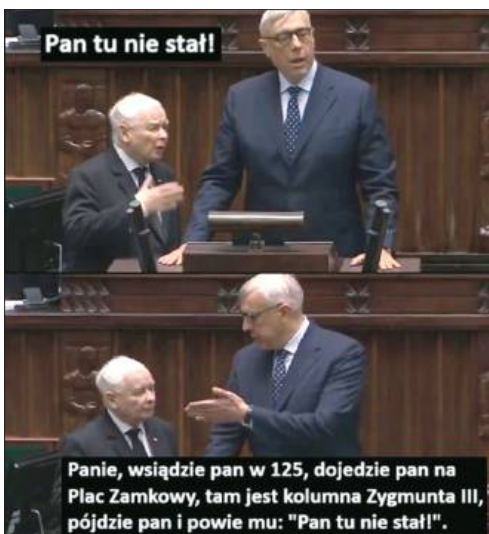 Pan tu nie stał!
Panie, wsiądzie pan w 125, dojedzie pan na
Plac Zamkowy, tam jest kolumna Zygmunta III,
pójdzie pan i powie mu: "Pan tu nie stał!".